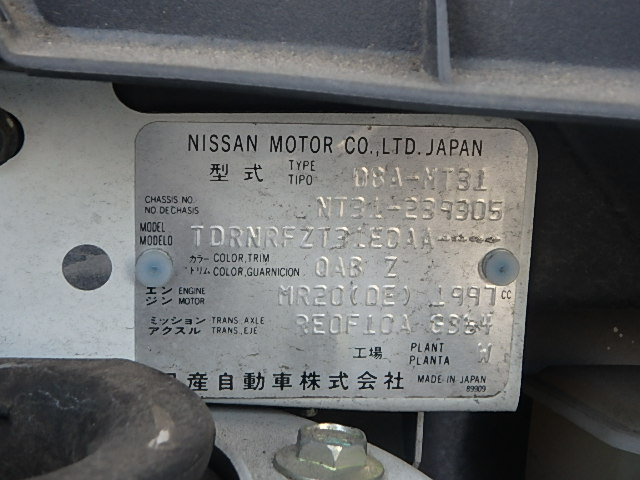 NISSAN MOTOR CO.,LTD. JAPAN
型式 TYPE TIPO DBA-NT31
CHASSIS NO. NO DE CHASIS NT31-239305
MODEL MODELO TDRNRFZT31EDAA-----
カラー COLOR,TRIM トリム COLOR,GUARNICION QAB Z
エンジン ENGINE MOTOR MR20(DE) 1997 CC
ミッション TRANS.,AXLE アクスル TRANS.,EJE RE0F10A
工場 PLANT PLANTA W
産自動車株式会社 MADE IN JAPAN
89909